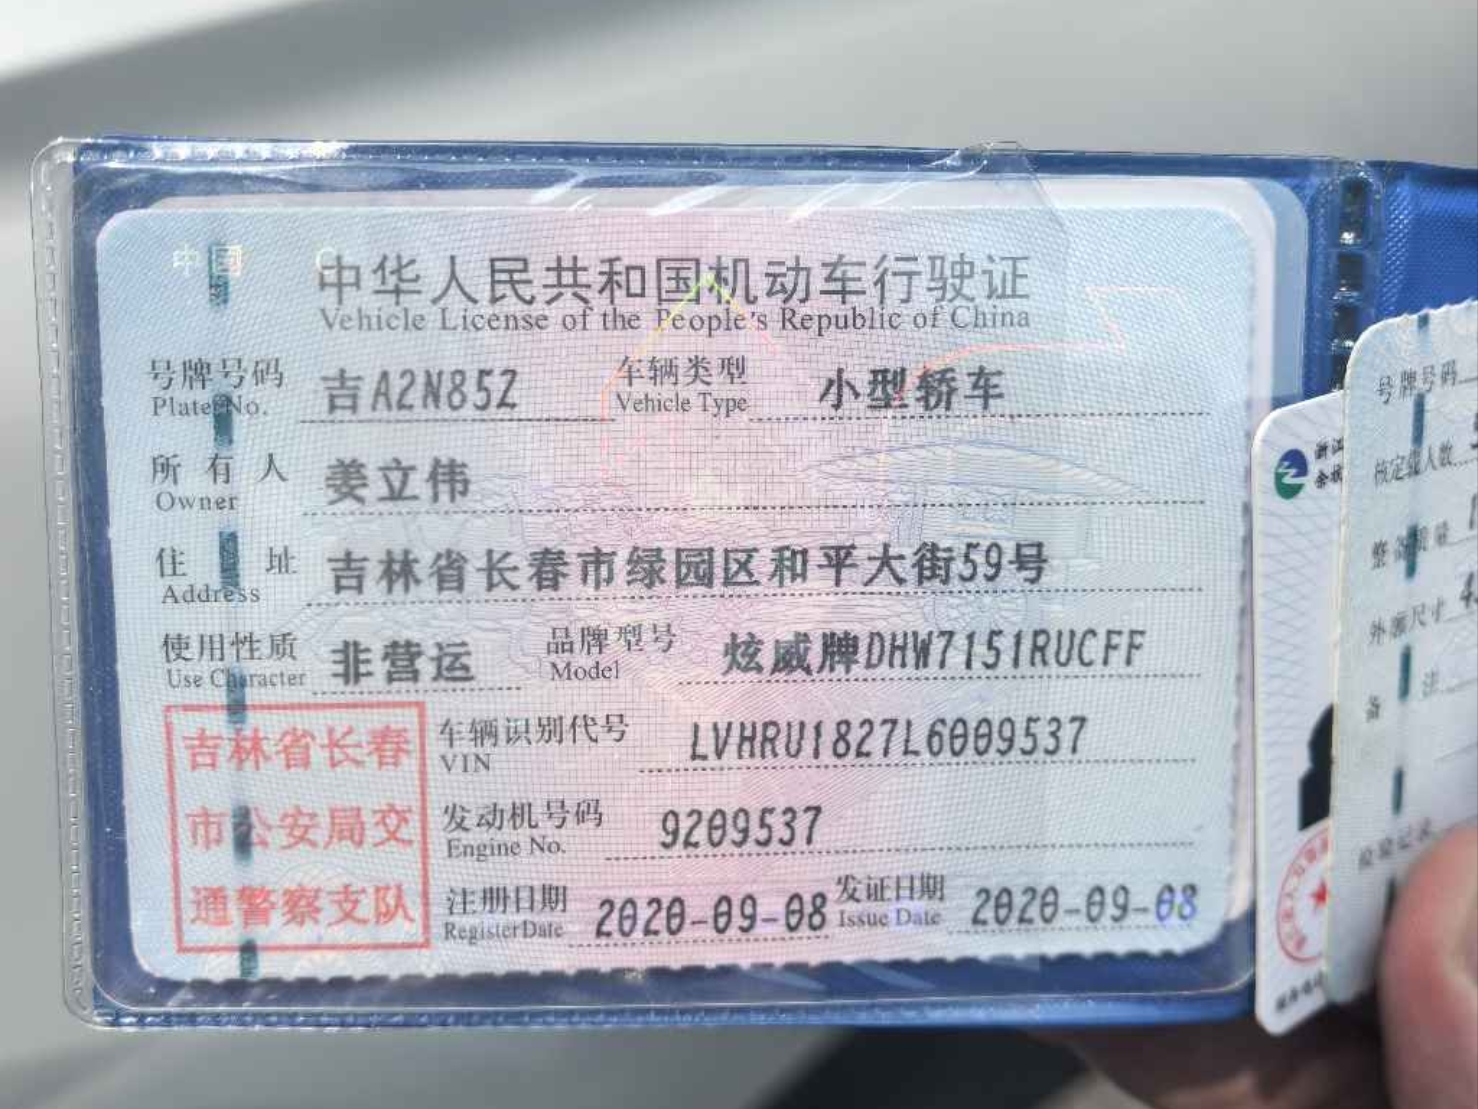 中国
中华人民共和国机动车行驶证
Vehicle License of the People's Republic of China
号牌号码 吉A2N85Z 车辆类型 小型轿车
Plate No. Vehicle Type
所有人 姜立伟
Owner
住址 吉林省长春市绿园区和平大街59号
Address
使用性质 非营运 品牌型号 炫威牌DHW7151RUCFF
Use Character Model
吉林省长春
市公安局交
通警察支队
车辆识别代号 LVHRU1827L6009537
VIN
发动机号码 9209537
Engine No.
注册日期 2020-09-08 发证日期 2020-09-08
Register Date Issue Date
号牌号码
核定载人数
整备质量
外廓尺寸
备注
检验记录